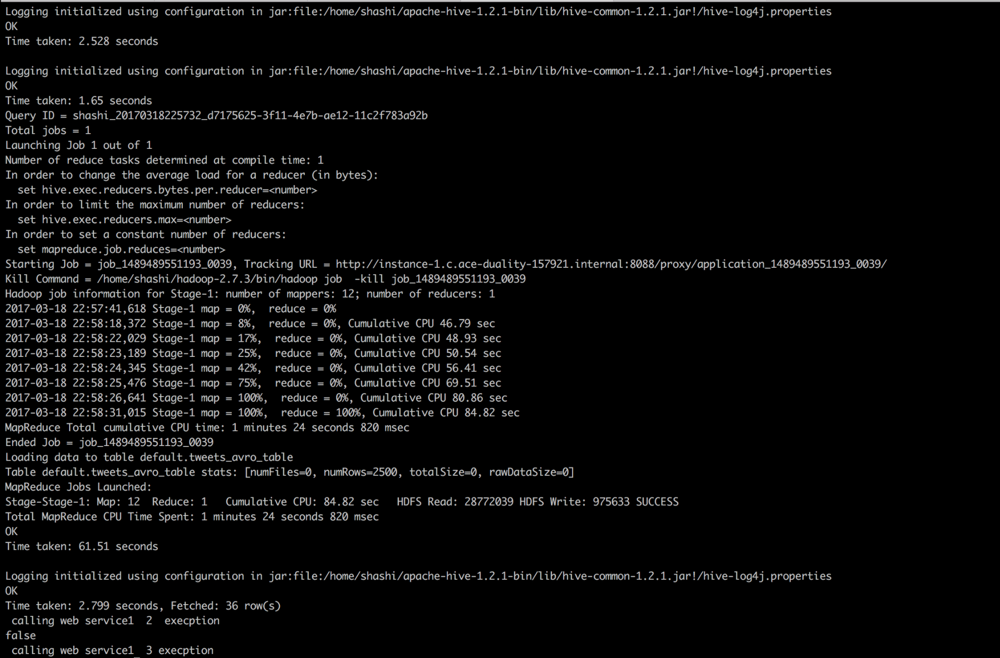 Logging initialized using configuration in jar:file:/home/shashi/apache-hive-1.2.1-bin/lib/hive-common-1.2.1.jar!/hive-log4j.properties
OK
Time taken: 2.528 seconds
Logging initialized using configuration in jar:file:/home/shashi/apache-hive-1.2.1-bin/lib/hive-common-1.2.1.jar!/hive-log4j.properties
OK
Time taken: 1.65 seconds
Query ID = shashi_20170318225732_d7175625-3f11-4e7b-ae12-11c2f783a92b
Total jobs = 1
Launching Job 1 out of 1
Number of reduce tasks determined at compile time: 1
In order to change the average load for a reducer (in bytes):
  set hive.exec.reducers.bytes.per.reducer=<number>
In order to limit the maximum number of reducers:
  set hive.exec.reducers.max=<number>
In order to set a constant number of reducers:
  set mapreduce.job.reduces=<number>
Starting Job = job_1489489551193_0039, Tracking URL = http://instance-1.c.ace-duality-157921.internal:8088/proxy/application_1489489551193_0039/
Kill Command = /home/shashi/hadoop-2.7.3/bin/hadoop job  -kill job_1489489551193_0039
Hadoop job information for Stage-1: number of mappers: 12; number of reducers: 1
2017-03-18 22:57:41,618 Stage-1 map = 0%,  reduce = 0%
2017-03-18 22:58:18,372 Stage-1 map = 8%,  reduce = 0%, Cumulative CPU 46.79 sec
2017-03-18 22:58:22,029 Stage-1 map = 17%,  reduce = 0%, Cumulative CPU 48.93 sec
2017-03-18 22:58:23,189 Stage-1 map = 25%,  reduce = 0%, Cumulative CPU 50.54 sec
2017-03-18 22:58:24,345 Stage-1 map = 42%,  reduce = 0%, Cumulative CPU 56.41 sec
2017-03-18 22:58:25,476 Stage-1 map = 75%,  reduce = 0%, Cumulative CPU 69.51 sec
2017-03-18 22:58:26,641 Stage-1 map = 100%,  reduce = 0%, Cumulative CPU 80.86 sec
2017-03-18 22:58:31,015 Stage-1 map = 100%,  reduce = 100%, Cumulative CPU 84.82 sec
MapReduce Total cumulative CPU time: 1 minutes 24 seconds 820 msec
Ended Job = job_1489489551193_0039
Loading data to table default.tweets_avro_table
Table default.tweets_avro_table stats: [numFiles=0, numRows=2500, totalSize=0, rawDataSize=0]
MapReduce Jobs Launched:
Stage-Stage-1: Map: 12  Reduce: 1   Cumulative CPU: 84.82 sec   HDFS Read: 28772039 HDFS Write: 975633 SUCCESS
Total MapReduce CPU Time Spent: 1 minutes 24 seconds 820 msec
OK
Time taken: 61.51 seconds
Logging initialized using configuration in jar:file:/home/shashi/apache-hive-1.2.1-bin/lib/hive-common-1.2.1.jar!/hive-log4j.properties
OK
Time taken: 2.799 seconds, Fetched: 36 row(s)
 calling web service1  2  execption
false
 calling web service1_ 3 execption